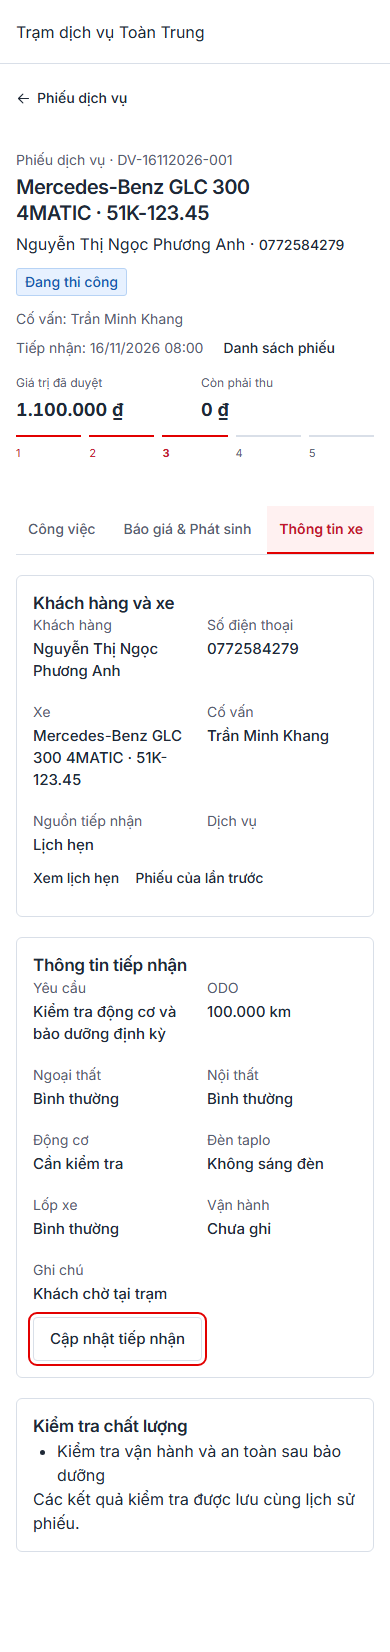 Trạm dịch vụ Toàn Trung
← Phiếu dịch vụ
Phiếu dịch vụ · DV-16112026-001
Mercedes-Benz GLC 300
4MATIC · 51K-123.45
Nguyễn Thị Ngọc Phương Anh · 0772584279
Đang thi công
Cố vấn: Trần Minh Khang
Tiếp nhận: 16/11/2026 08:00 Danh sách phiếu
Giá trị đã duyệt Còn phải thu
1.100.000 ₫ 0 ₫
1 2 3 4 5
Công việc Báo giá & Phát sinh Thông tin xe
Khách hàng và xe
Khách hàng Số điện thoại
Nguyễn Thị Ngọc 0772584279
Phương Anh
Xe Cố vấn
Mercedes-Benz GLC Trần Minh Khang
300 4MATIC · 51K-
123.45
Nguồn tiếp nhận Dịch vụ
Lịch hẹn
Xem lịch hẹn Phiếu của lần trước
Thông tin tiếp nhận
Yêu cầu ODO
Kiểm tra động cơ và 100.000 km
bảo dưỡng định kỳ
Ngoại thất Nội thất
Bình thường Bình thường
Động cơ Đèn taplo
Cần kiểm tra Không sáng đèn
Lốp xe Vận hành
Bình thường Chưa ghi
Ghi chú
Khách chờ tại trạm
Cập nhật tiếp nhận
Kiểm tra chất lượng
• Kiểm tra vận hành và an toàn sau bảo
dưỡng
Các kết quả kiểm tra được lưu cùng lịch sử
phiếu.